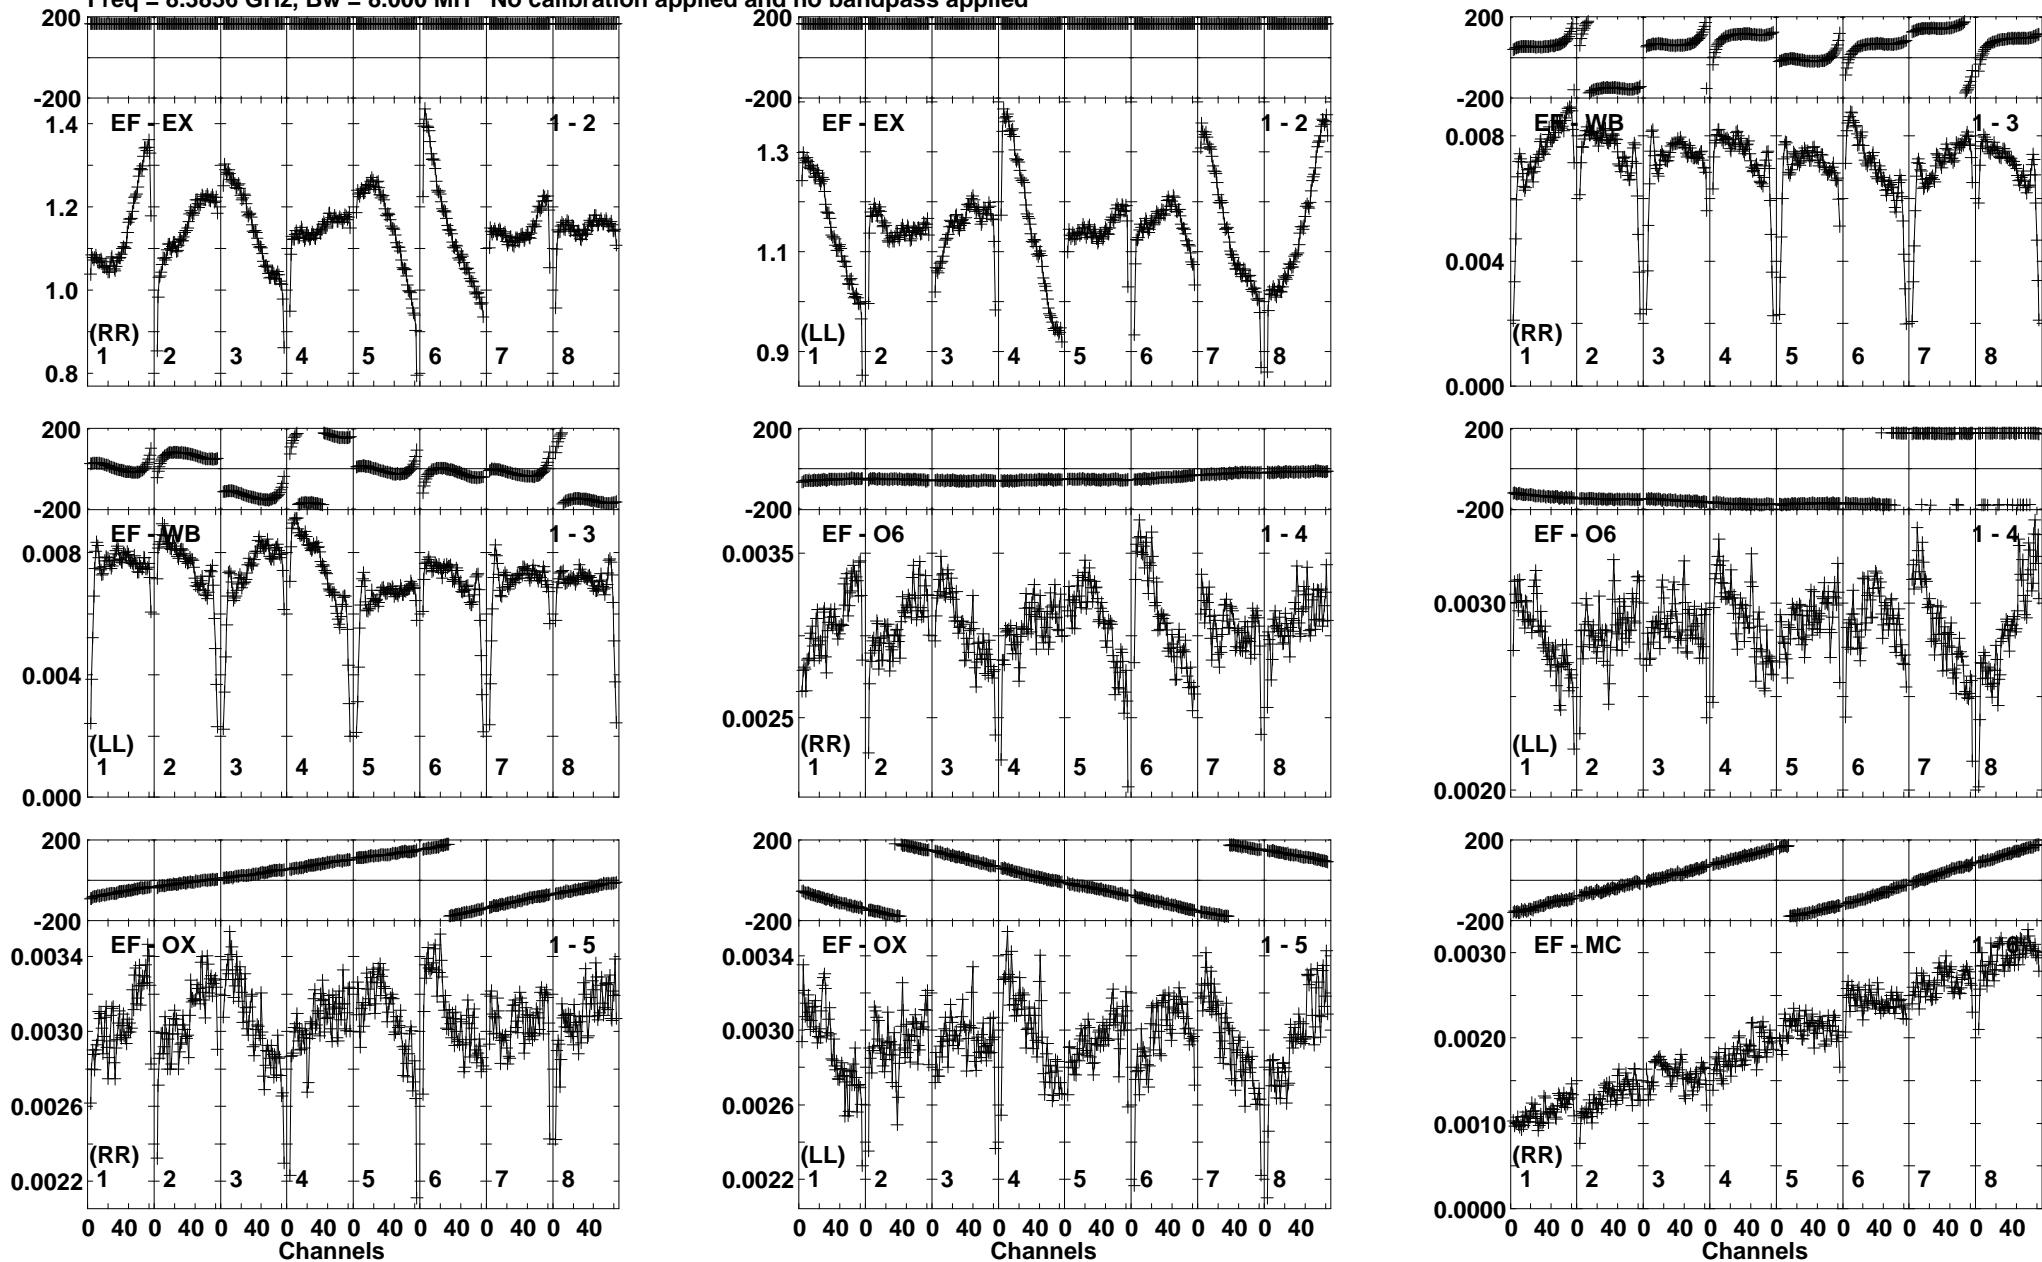 Freq = 8.3836 GHz, Bw = 8.000 MH No calibration applied and no bandpass applied
200
-200
EF - EX
1 - 2
1.4
1.2
1.0
0.8
(RR)
1 2 3 4 5 6 7 8
200
-200
EF - EX
1 - 2
1.3
1.1
0.9
(LL)
1 2 3 4 5 6 7 8
200
-200
EF - WB
1 - 3
0.008
0.004
0.000
(RR)
1 2 3 4 5 6 7 8
200
-200
EF - WB
1 - 3
0.008
0.004
0.000
(LL)
1 2 3 4 5 6 7 8
200
-200
EF - O6
1 - 4
0.0035
0.0025
(RR)
1 2 3 4 5 6 7 8
200
-200
EF - O6
1 - 4
0.0030
0.0020
(LL)
1 2 3 4 5 6 7 8
200
-200
EF - OX
1 - 5
0.0034
0.0030
0.0026
0.0022
(RR)
1 2 3 4 5 6 7 8
0 40 0 40 0 40 0 40 0 40 0 40 0 40 0 40
Channels
200
-200
EF - OX
1 - 5
0.0034
0.0030
0.0026
0.0022
(LL)
1 2 3 4 5 6 7 8
0 40 0 40 0 40 0 40 0 40 0 40 0 40 0 40
Channels
200
-200
EF - MC
1 - 6
0.0030
0.0020
0.0010
0.0000
(RR)
1 2 3 4 5 6 7 8
0 40 0 40 0 40 0 40 0 40 0 40 0 40 0 40
Channels